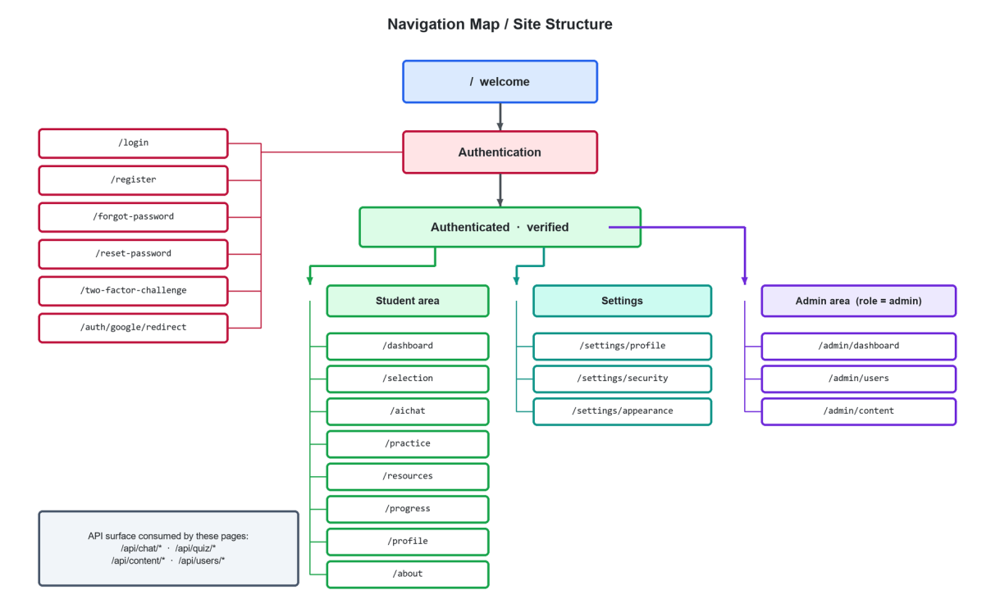 Navigation Map / Site Structure
/ welcome
Authentication
/login
/register
/forgot-password
/reset-password
/two-factor-challenge
/auth/google/redirect
Authenticated · verified
Student area
/dashboard
/selection
/aichat
/practice
/resources
/progress
/profile
/about
Settings
/settings/profile
/settings/security
/settings/appearance
Admin area (role = admin)
/admin/dashboard
/admin/users
/admin/content
API surface consumed by these pages:
/api/chat/* · /api/quiz/*
/api/content/* · /api/users/*